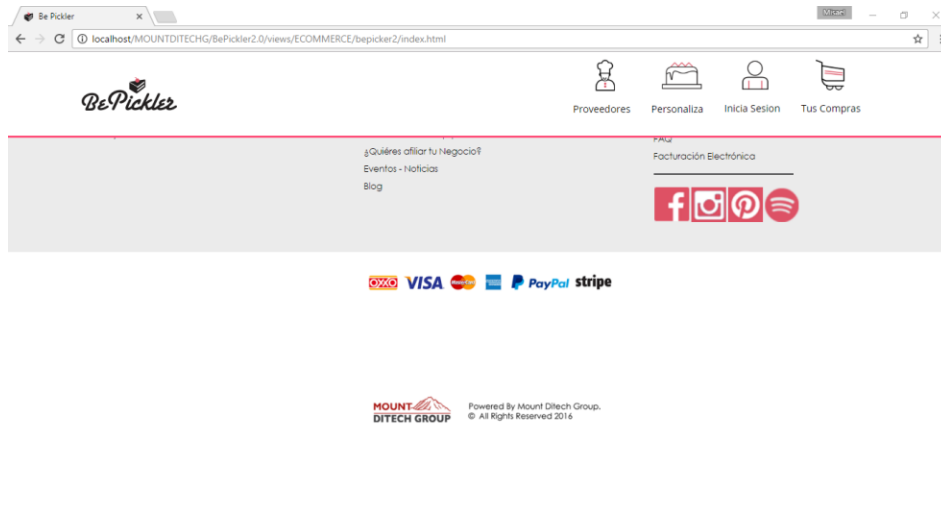 Be Pickler
Misael
localhost/MOUNTDITECHG/BePickler2.0/views/ECOMMERCE/bepicker2/index.html
BePickler
Proveedores
Personaliza
Inicia Sesion
Tus Compras
¿Quiéres afiliar tu Negocio?
Eventos - Noticias
Blog
FAQ
Facturación Electrónica
OXXO VISA MasterCard PayPal stripe
MOUNT
DITECH GROUP
Powered By Mount Ditech Group.
© All Rights Reserved 2016